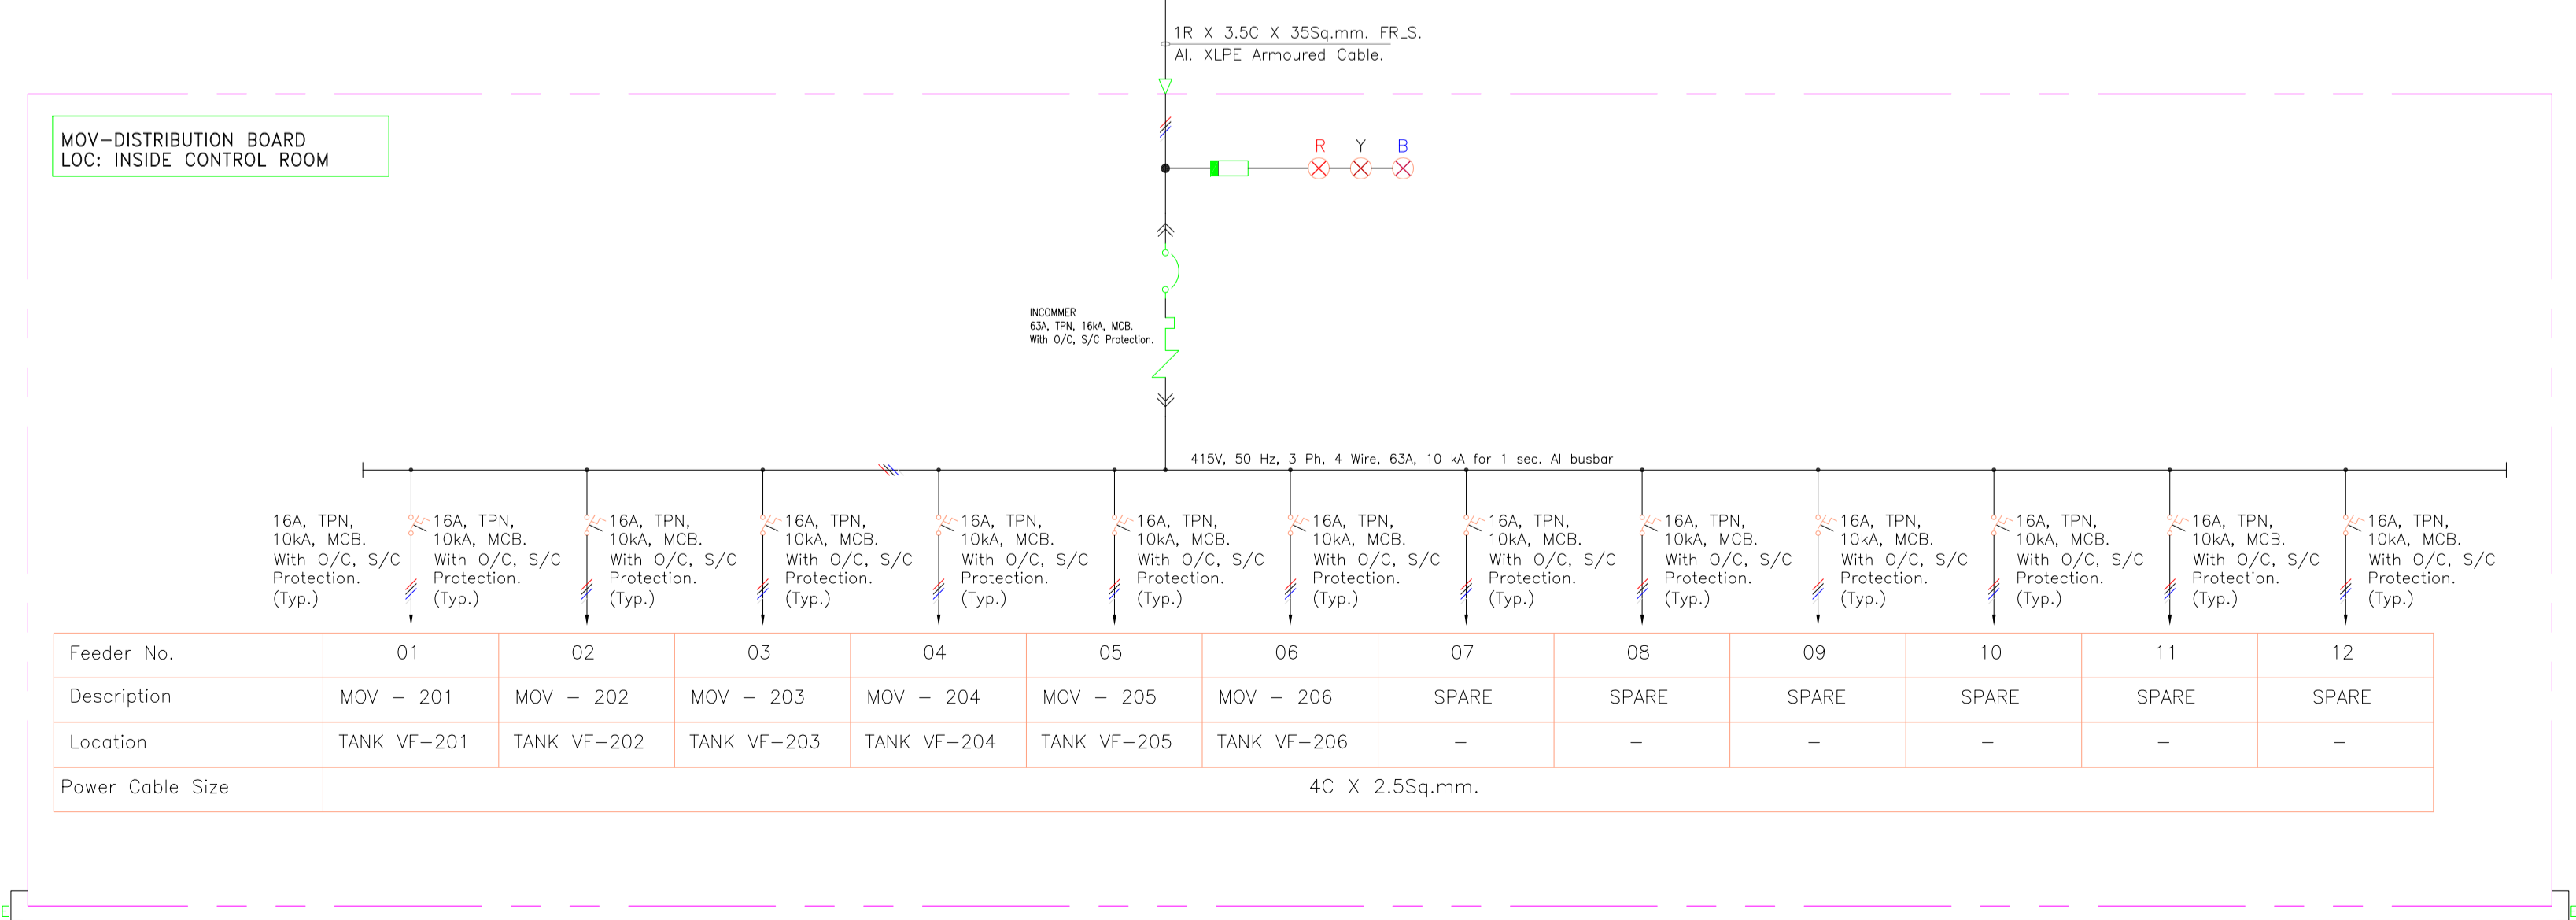 1R X 3.5C X 35Sq.mm. FRLS.
Al. XLPE Armoured Cable.
MOV-DISTRIBUTION BOARD
LOC: INSIDE CONTROL ROOM
R Y B
INCOMMER
63A, TPN, 16kA, MCB.
With O/C, S/C Protection.
415V, 50 Hz, 3 Ph, 4 Wire, 63A, 10 kA for 1 sec. Al busbar
16A, TPN,
10kA, MCB.
With O/C, S/C
Protection.
(Typ.)
16A, TPN,
10kA, MCB.
With O/C, S/C
Protection.
(Typ.)
16A, TPN,
10kA, MCB.
With O/C, S/C
Protection.
(Typ.)
16A, TPN,
10kA, MCB.
With O/C, S/C
Protection.
(Typ.)
16A, TPN,
10kA, MCB.
With O/C, S/C
Protection.
(Typ.)
16A, TPN,
10kA, MCB.
With O/C, S/C
Protection.
(Typ.)
16A, TPN,
10kA, MCB.
With O/C, S/C
Protection.
(Typ.)
16A, TPN,
10kA, MCB.
With O/C, S/C
Protection.
(Typ.)
16A, TPN,
10kA, MCB.
With O/C, S/C
Protection.
(Typ.)
16A, TPN,
10kA, MCB.
With O/C, S/C
Protection.
(Typ.)
16A, TPN,
10kA, MCB.
With O/C, S/C
Protection.
(Typ.)
16A, TPN,
10kA, MCB.
With O/C, S/C
Protection.
(Typ.)
16A, TPN,
10kA, MCB.
With O/C, S/C
Protection.
(Typ.)
Feeder No. 01 02 03 04 05 06 07 08 09 10 11 12
Description MOV - 201 MOV - 202 MOV - 203 MOV - 204 MOV - 205 MOV - 206 SPARE SPARE SPARE SPARE SPARE SPARE
Location TANK VF-201 TANK VF-202 TANK VF-203 TANK VF-204 TANK VF-205 TANK VF-206 - - - - - -
Power Cable Size 4C X 2.5Sq.mm.
E